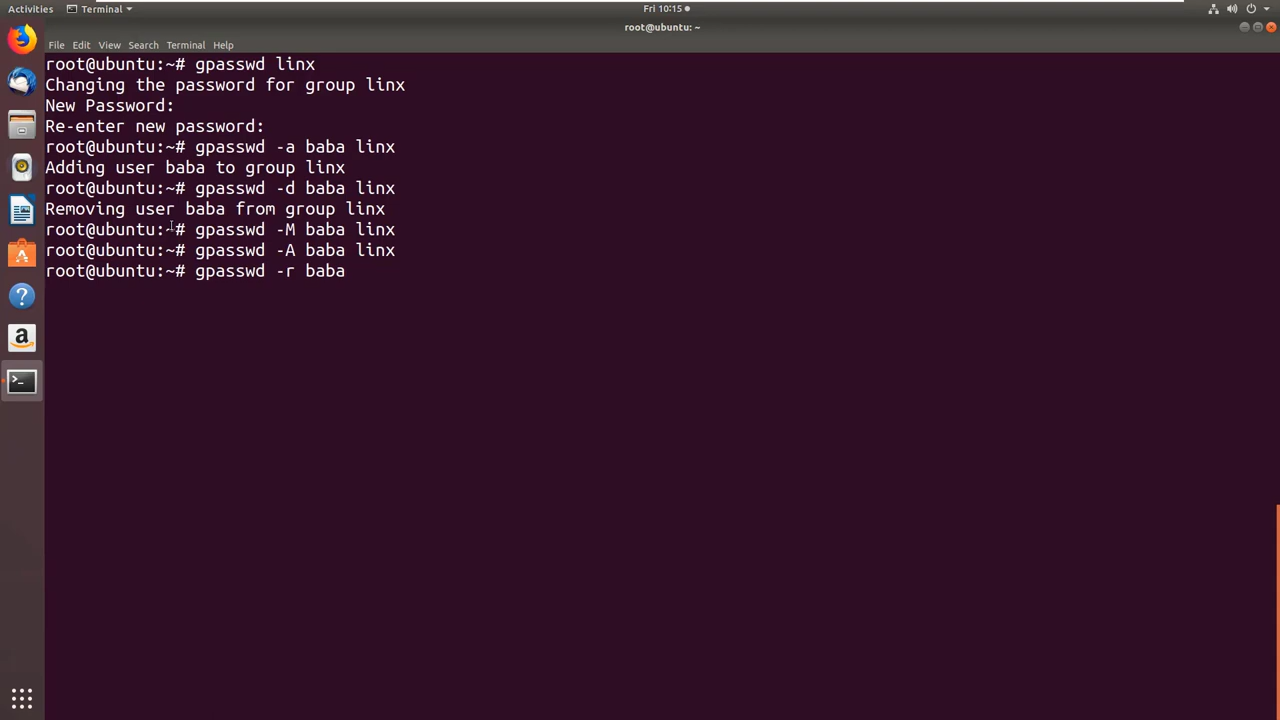 Activities Terminal Fri 10:15
root@ubuntu: ~
File Edit View Search Terminal Help
root@ubuntu:~# gpasswd linx
Changing the password for group linx
New Password:
Re-enter new password:
root@ubuntu:~# gpasswd -a baba linx
Adding user baba to group linx
root@ubuntu:~# gpasswd -d baba linx
Removing user baba from group linx
root@ubuntu:~# gpasswd -M baba linx
root@ubuntu:~# gpasswd -A baba linx
root@ubuntu:~# gpasswd -r baba